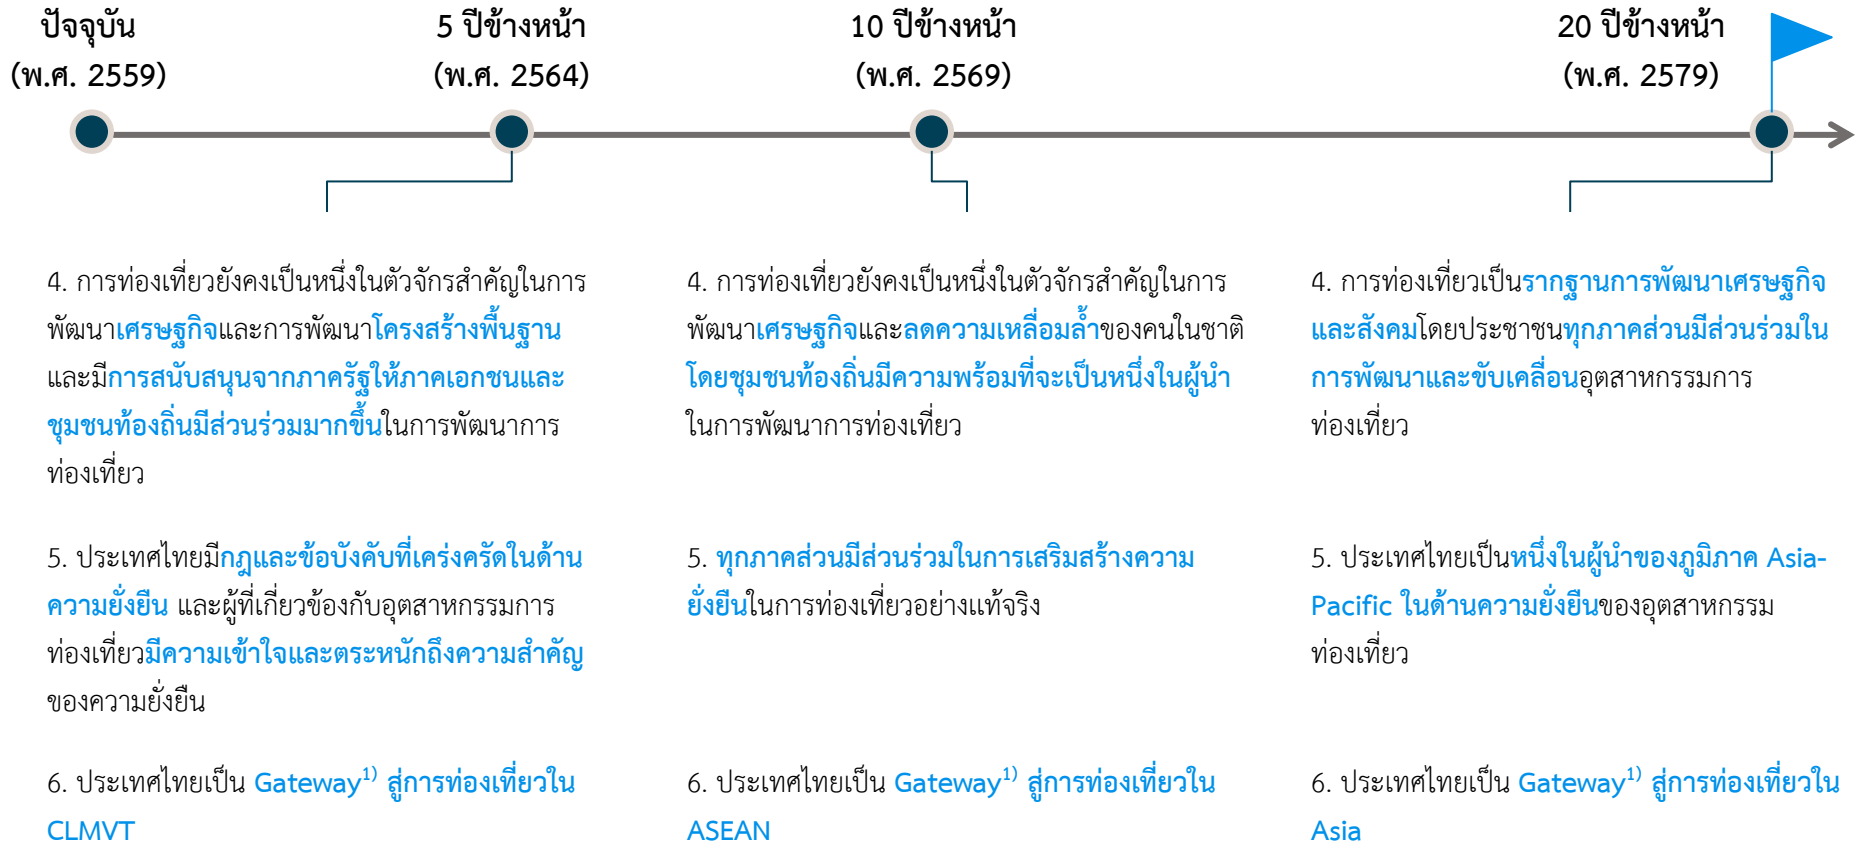 ปัจจุบัน
(พ.ศ. 2559)
5 ปีข้างหน้า
(พ.ศ. 2564)
10 ปีข้างหน้า
(พ.ศ. 2569)
20 ปีข้างหน้า
(พ.ศ. 2579)
4. การท่องเที่ยวยังคงเป็นหนึ่งในตัวจักรสำคัญในการ
พัฒนาเศรษฐกิจและการพัฒนาโครงสร้างพื้นฐาน
และมีการสนับสนุนจากภาครัฐให้ภาคเอกชนและ
ชุมชนท้องถิ่นมีส่วนร่วมมากขึ้นในการพัฒนาการ
ท่องเที่ยว
5. ประเทศไทยมีกฎและข้อบังคับที่เคร่งครัดในด้าน
ความยั่งยืน และผู้ที่เกี่ยวข้องกับอุตสาหกรรมการ
ท่องเที่ยวมีความเข้าใจและตระหนักถึงความสำคัญ
ของความยั่งยืน
6. ประเทศไทยเป็น Gateway1) สู่การท่องเที่ยวใน
CLMVT
4. การท่องเที่ยวยังคงเป็นหนึ่งในตัวจักรสำคัญในการ
พัฒนาเศรษฐกิจและลดความเหลื่อมล้ำของคนในชาติ
โดยชุมชนท้องถิ่นมีความพร้อมที่จะเป็นหนึ่งในผู้นำ
ในการพัฒนาการท่องเที่ยว
5. ทุกภาคส่วนมีส่วนร่วมในการเสริมสร้างความ
ยั่งยืนในการท่องเที่ยวอย่างแท้จริง
6. ประเทศไทยเป็น Gateway1) สู่การท่องเที่ยวใน
ASEAN
4. การท่องเที่ยวเป็นรากฐานการพัฒนาเศรษฐกิจ
และสังคมโดยประชาชนทุกภาคส่วนมีส่วนร่วมใน
การพัฒนาและขับเคลื่อนอุตสาหกรรมการ
ท่องเที่ยว
5. ประเทศไทยเป็นหนึ่งในผู้นำของภูมิภาค Asia-
Pacific ในด้านความยั่งยืนของอุตสาหกรรม
ท่องเที่ยว
6. ประเทศไทยเป็น Gateway1) สู่การท่องเที่ยวใน
Asia